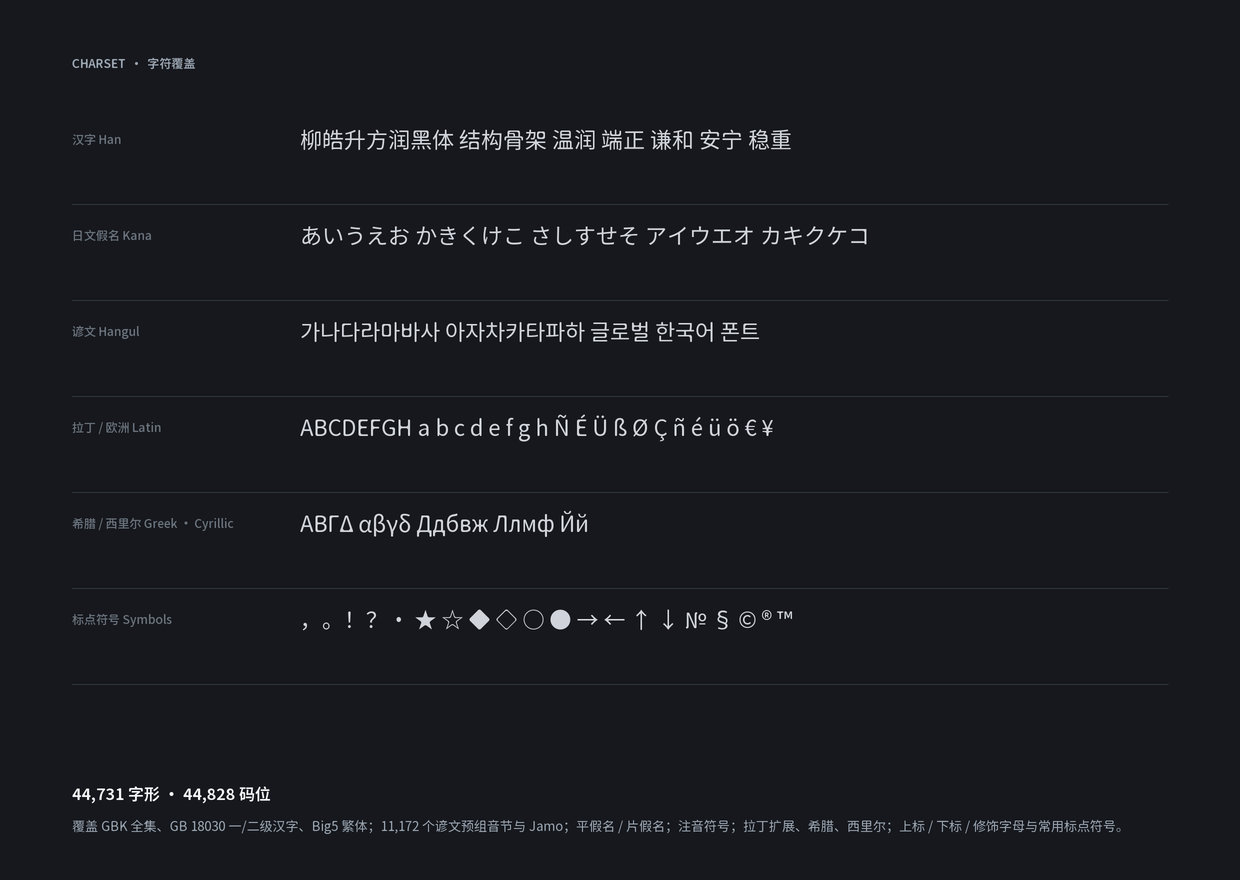 CHARSET · 字符覆盖
汉字 Han
柳皓升方润黑体 结构骨架 温润 端正 谦和 安宁 稳重
日文假名 Kana
あいうえお かきくけこ さしすせそ アイウエオ カキクケコ
谚文 Hangul
가나다라마바사 아자차카타파하 글로벌 한국어 폰트
拉丁 / 欧洲 Latin
ABCDEFGH a b c d e f g h Ñ É Ü ß Ø Ç ñ é ü ö € ¥
希腊 / 西里尔 Greek · Cyrillic
ΑΒΓΔ αβγδ Ддбвж Ллмф Йй
标点符号 Symbols
，。！？·★☆◆◇○●→←↑↓№§©®™
44,731 字形 · 44,828 码位
覆盖 GBK 全集、GB 18030 一/二级汉字、Big5 繁体；11,172 个谚文预组音节与 Jamo；平假名 / 片假名；注音符号；拉丁扩展、希腊、西里尔；上标 / 下标 / 修饰字母与常用标点符号。